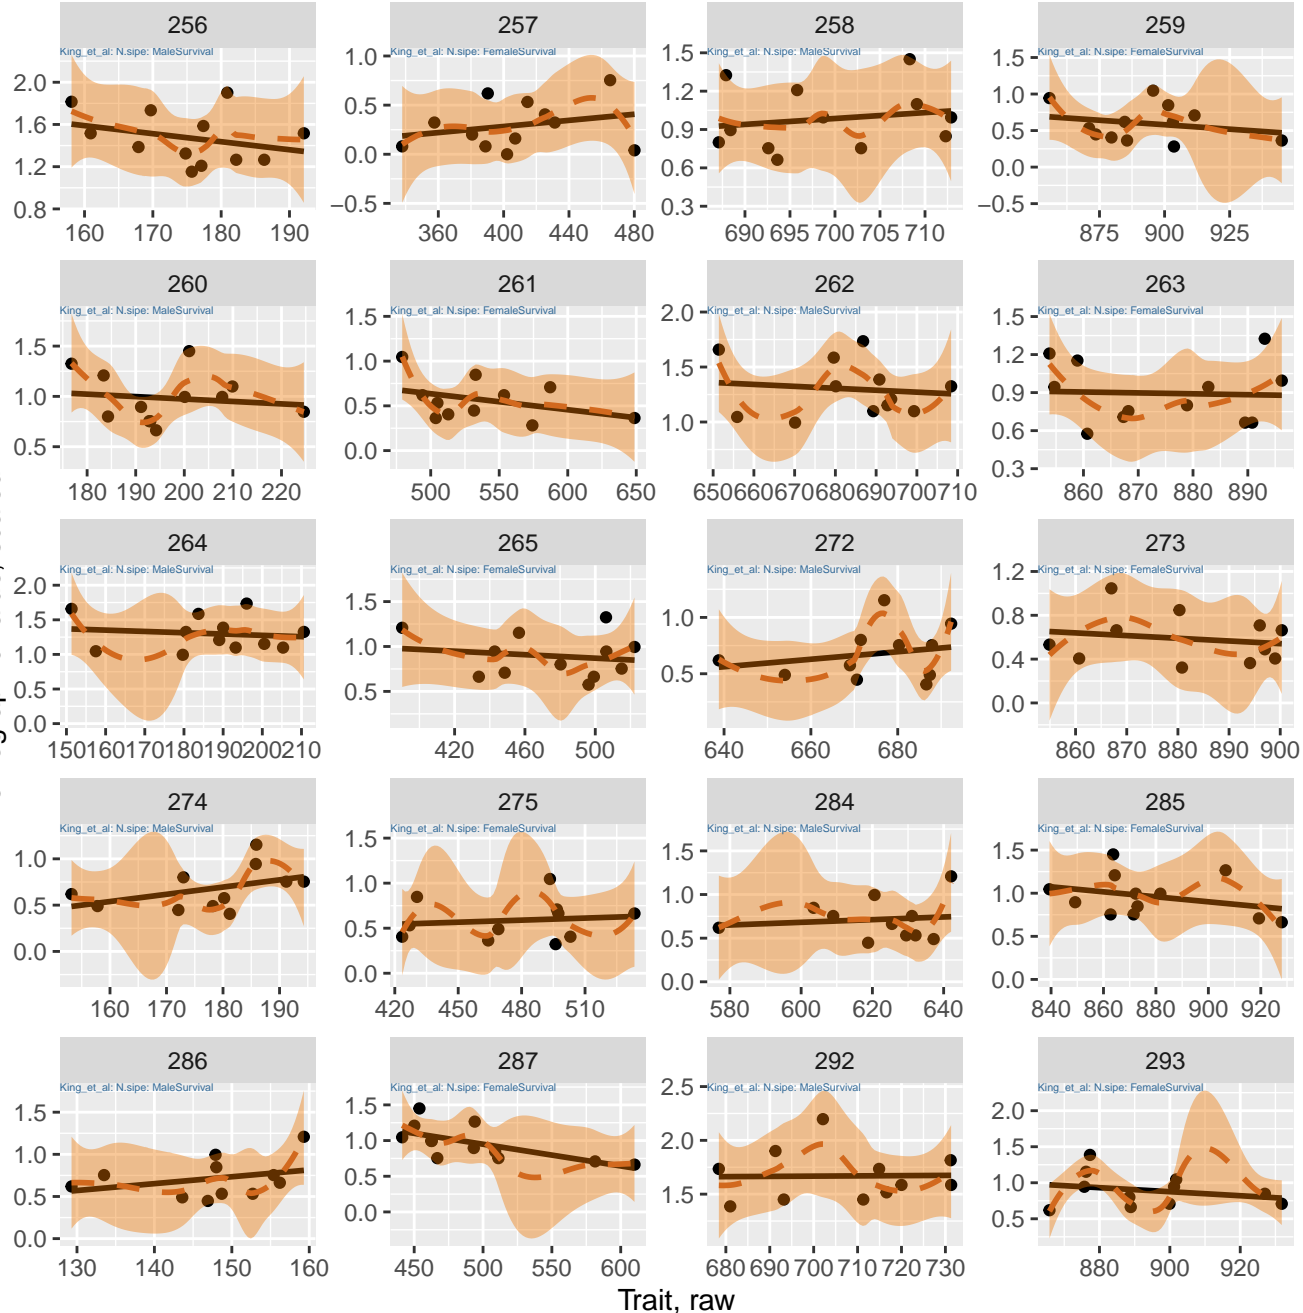 256 257 258 259
King_et_al: N.sipe: MaleSurvival King_et_al: N.sipe: FemaleSurvival King_et_al: N.sipe: MaleSurvival King_et_al: N.sipe: FemaleSurvival
2.0 1.6 1.2 0.8
1.0 0.5 0.0 −0.5
1.5 1.2 0.9 0.6 0.3
1.5 1.0 0.5 0.0 −0.5
160 170 180 190 360 400 440 480 690 695 700 705 710 875 900 925
260 261 262 263
King_et_al: N.sipe: MaleSurvival King_et_al: N.sipe: FemaleSurvival King_et_al: N.sipe: MaleSurvival King_et_al: N.sipe: FemaleSurvival
1.5 1.0 0.5
1.5 1.0 0.5 0.0
2.0 1.5 1.0
1.5 1.2 0.9 0.6 0.3
180 190 200 210 220 500 550 600 650 650 660 670 680 690 700 710 860 870 880 890
264 265 272 273
King_et_al: N.sipe: MaleSurvival King_et_al: N.sipe: FemaleSurvival King_et_al: N.sipe: MaleSurvival King_et_al: N.sipe: FemaleSurvival
2.0 1.5 1.0 0.5 0.0
1.5 1.0 0.5
1.0 0.5
1.2 0.8 0.4 0.0
150 160 170 180 190 200 210 420 460 500 640 660 680 860 870 880 890 900
274 275 284 285
King_et_al: N.sipe: MaleSurvival King_et_al: N.sipe: FemaleSurvival King_et_al: N.sipe: MaleSurvival King_et_al: N.sipe: FemaleSurvival
1.0 0.5 0.0
1.5 1.0 0.5 0.0
1.5 1.0 0.5 0.0
1.5 1.0 0.5 0.0
160 170 180 190 420 450 480 510 580 600 620 640 840 860 880 900 920
286 287 292 293
King_et_al: N.sipe: MaleSurvival King_et_al: N.sipe: FemaleSurvival King_et_al: N.sipe: MaleSurvival King_et_al: N.sipe: FemaleSurvival
1.5 1.0 0.5 0.0
1.5 1.0 0.5 0.0
2.5 2.0 1.5
2.0 1.5 1.0 0.5
130 140 150 160 450 500 550 600 680 690 700 710 720 730 880 900 920
Trait, raw